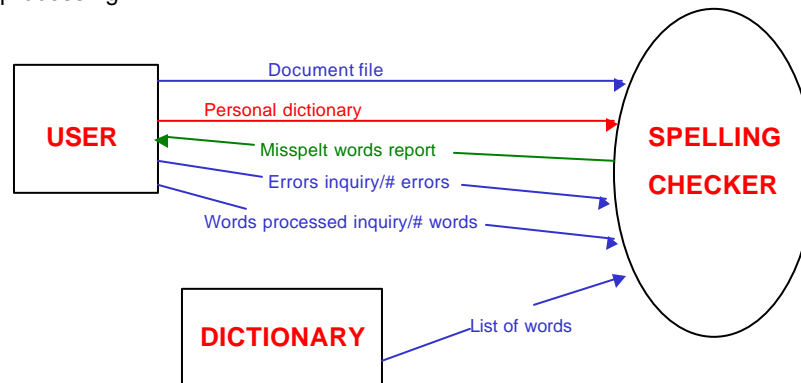 Document file
Personal dictionary
USER
Misspelt words report
SPELLING
CHECKER
Errors inquiry/# errors
Words processed inquiry/# words
DICTIONARY
List of words